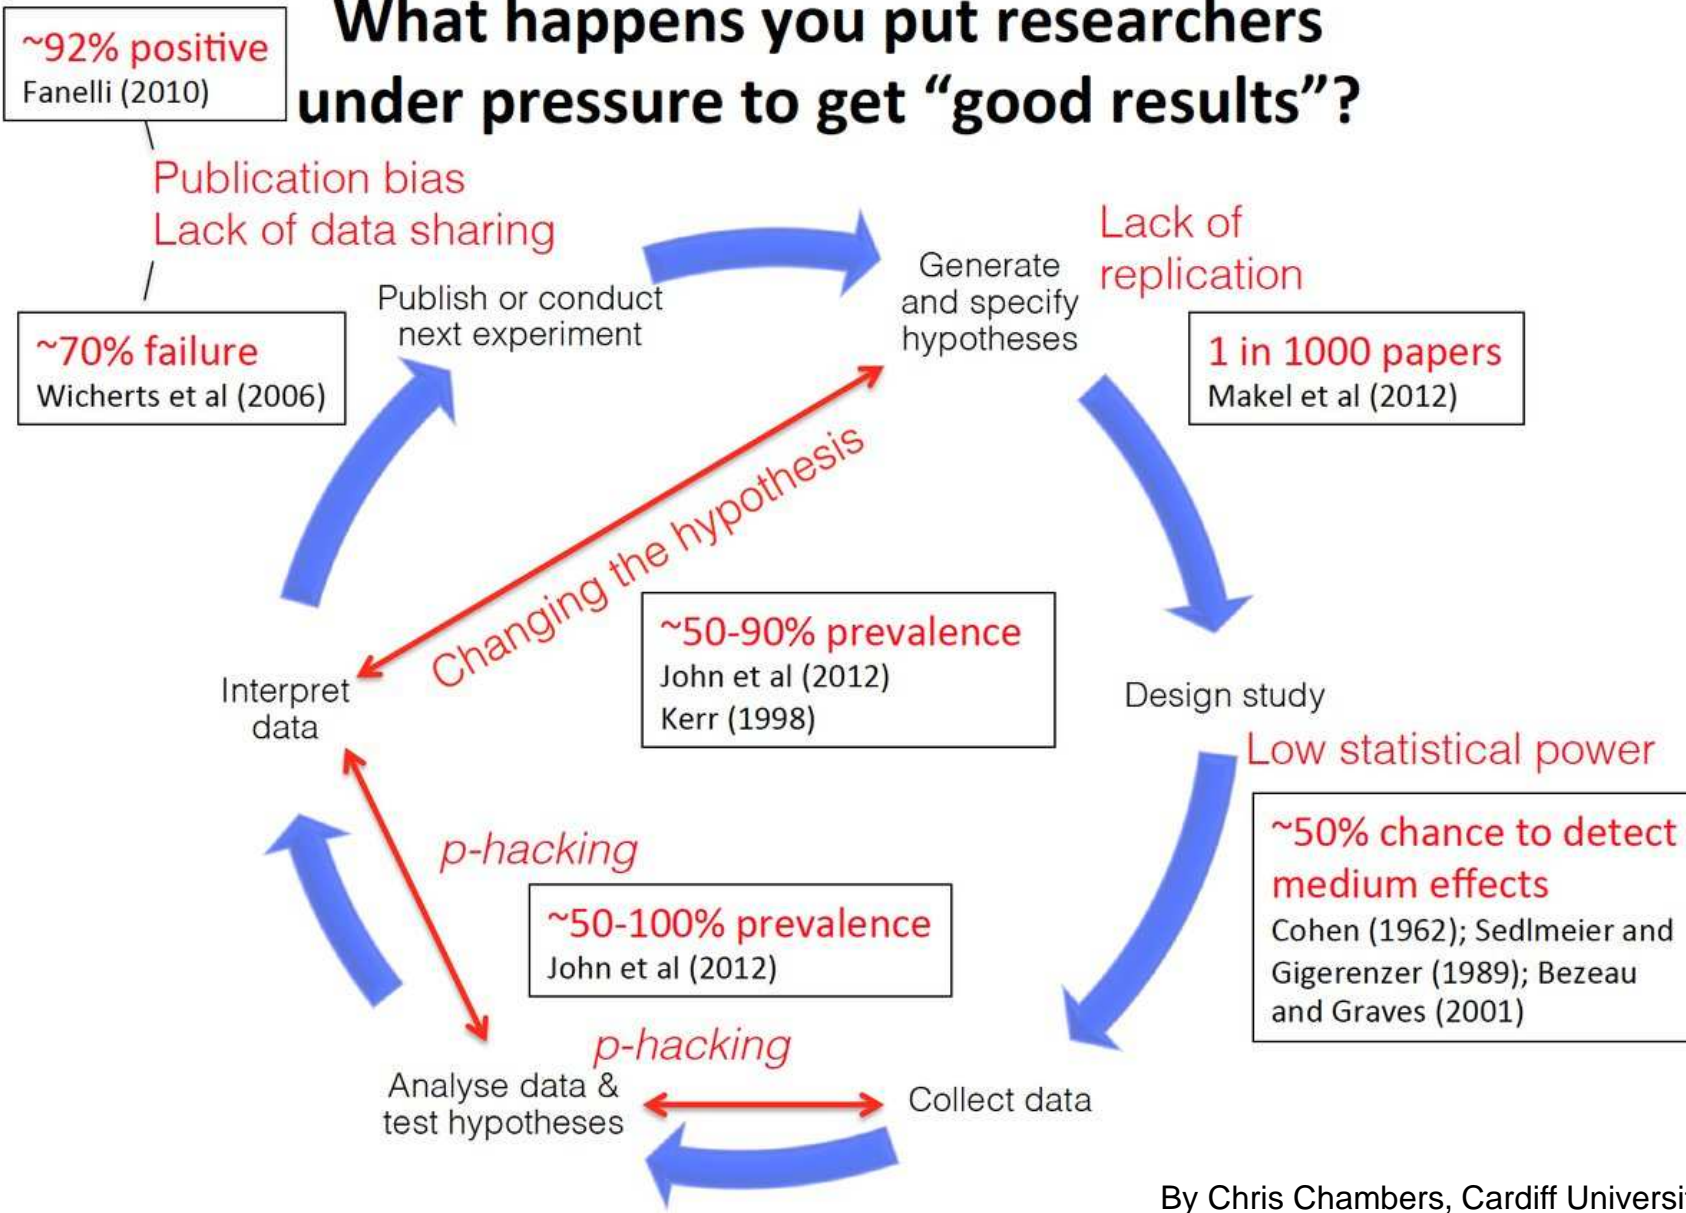 What happens you put researchers
under pressure to get “good results”?
~92% positive
Fanelli (2010)
Publication bias
Lack of data sharing
~70% failure
Wicherts et al (2006)
Publish or conduct
next experiment
Generate
and specify
hypotheses
Lack of
replication
1 in 1000 papers
Makel et al (2012)
Changing the hypothesis
~50-90% prevalence
John et al (2012)
Kerr (1998)
Interpret
data
Design study
Low statistical power
~50% chance to detect
medium effects
Cohen (1962); Sedlmeier and
Gigerenzer (1989); Bezeau
and Graves (2001)
p-hacking
~50-100% prevalence
John et al (2012)
p-hacking
Analyse data &
test hypotheses
Collect data
By Chris Chambers, Cardiff